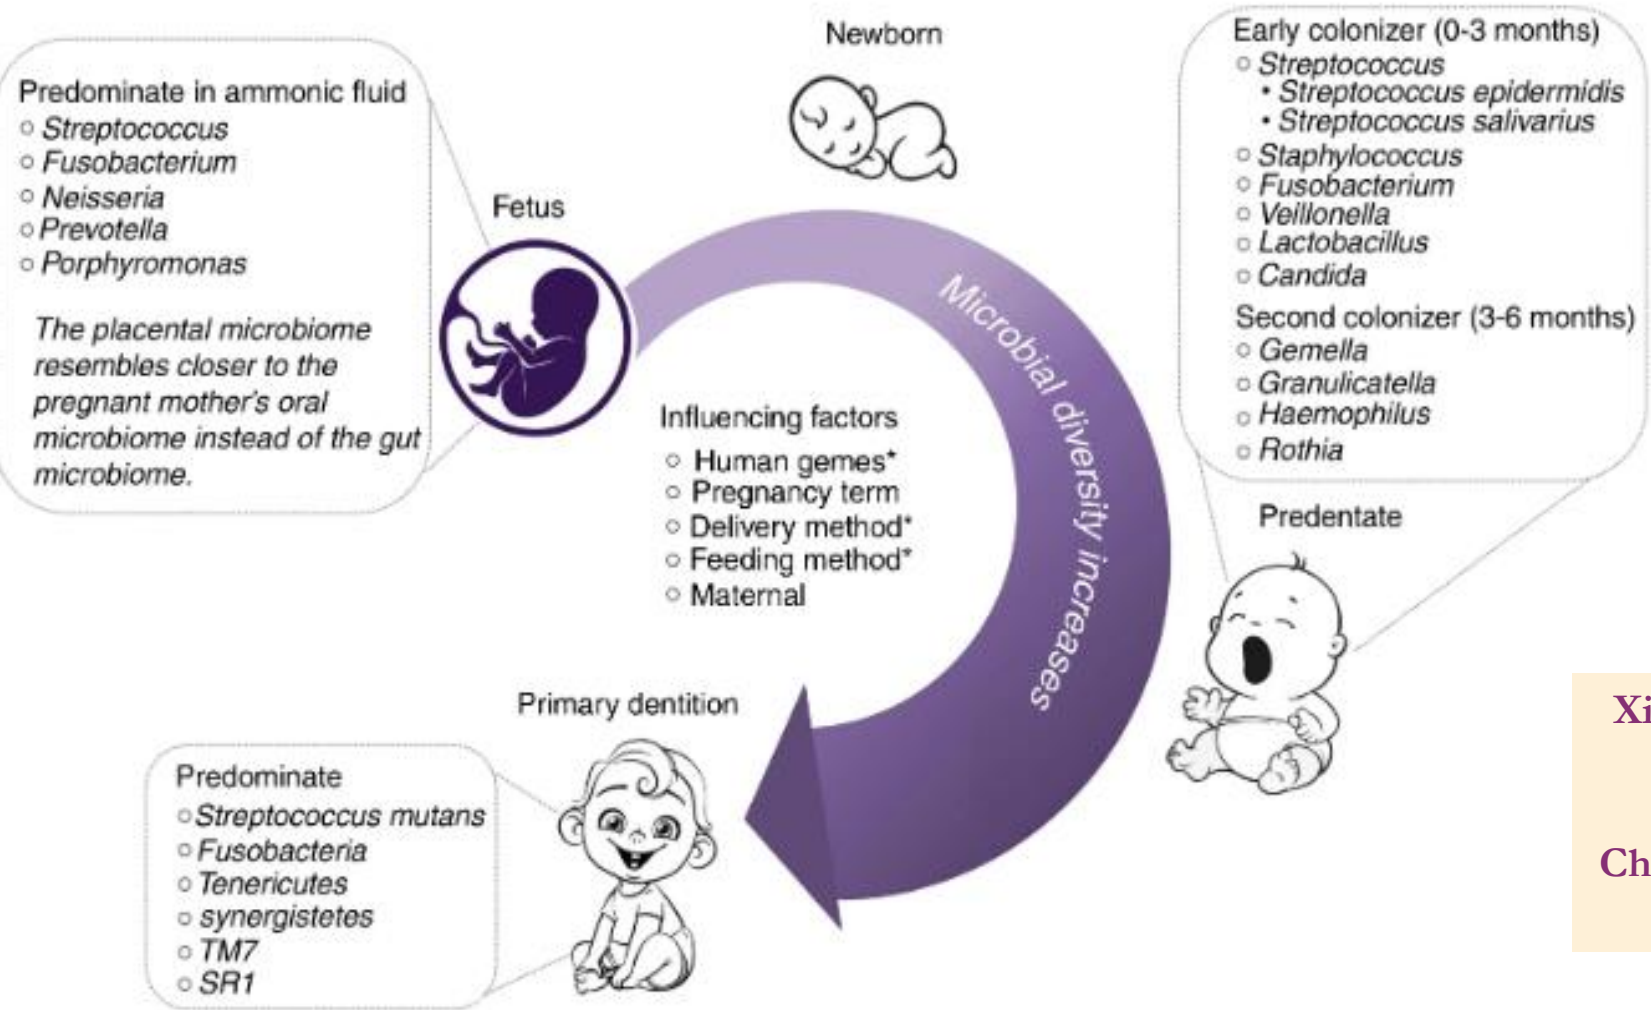 Newborn
Predominate in ammonic fluid
○ Streptococcus
○ Fusobacterium
○ Neisseria
○ Prevotella
○ Porphyromonas
The placental microbiome
resembles closer to the
pregnant mother's oral
microbiome instead of the gut
microbiome.
Fetus
Early colonizer (0-3 months)
○ Streptococcus
• Streptococcus epidermidis
• Streptococcus salivarius
○ Staphylococcus
○ Fusobacterium
○ Veillonella
○ Lactobacillus
○ Candida
Second colonizer (3-6 months)
○ Gemella
○ Granulicatella
○ Haemophilus
○ Rothia
Predentate
Microbial diversity increases
Influencing factors
○ Human gemes*
○ Pregnancy term
○ Delivery method*
○ Feeding method*
○ Maternal
Primary dentition
Predominate
○ Streptococcus mutans
○ Fusobacteria
○ Tenericutes
○ synergistetes
○ TM7
○ SR1
Xi
Ch